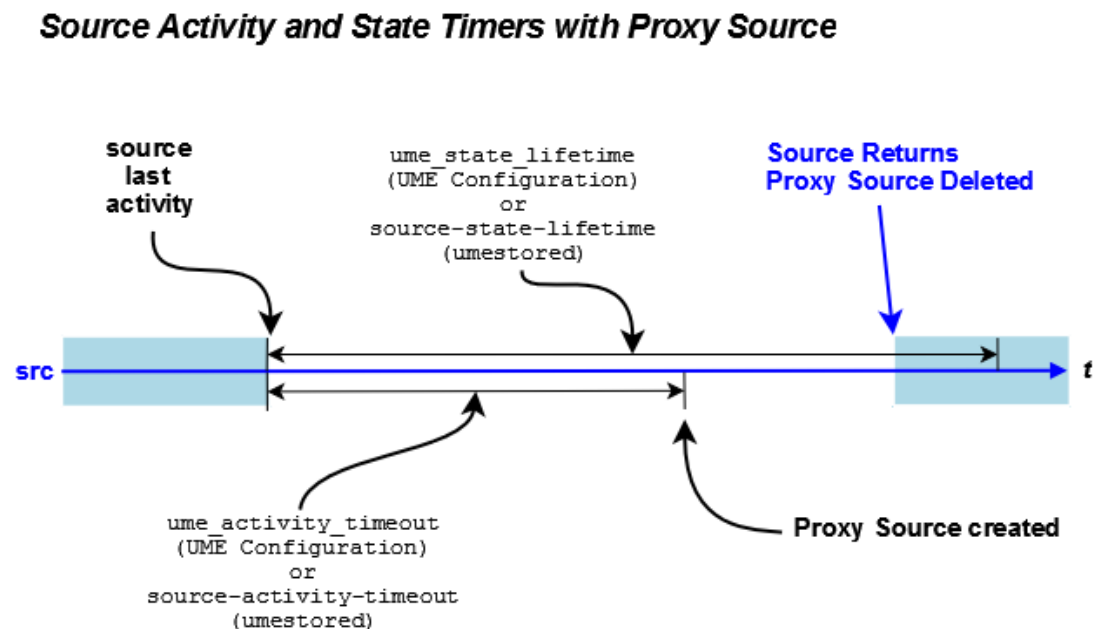 Source Activity and State Timers with Proxy Source
source
last
activity
ume_state_lifetime
(UME Configuration)
or
source-state-lifetime
(umestored)
Source Returns
Proxy Source Deleted
src
t
ume_activity_timeout
(UME Configuration)
or
source-activity-timeout
(umestored)
Proxy Source created